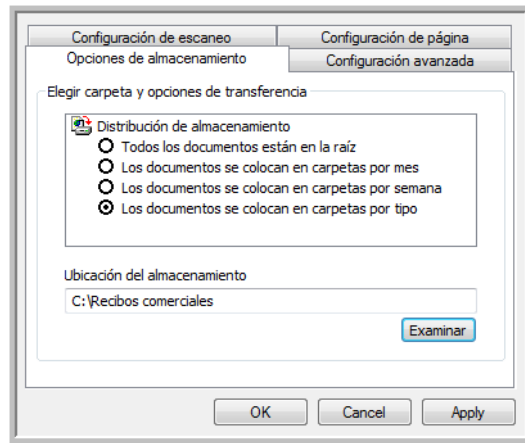 Configuración de escaneo
Configuración de página
Opciones de almacenamiento
Configuración avanzada
Elegir carpeta y opciones de transferencia
Distribución de almacenamiento
Todos los documentos están en la raíz
Los documentos se colocan en carpetas por mes
Los documentos se colocan en carpetas por semana
Los documentos se colocan en carpetas por tipo
Ubicación del almacenamiento
C:\Recibos comerciales
Examinar
OK
Cancel
Apply